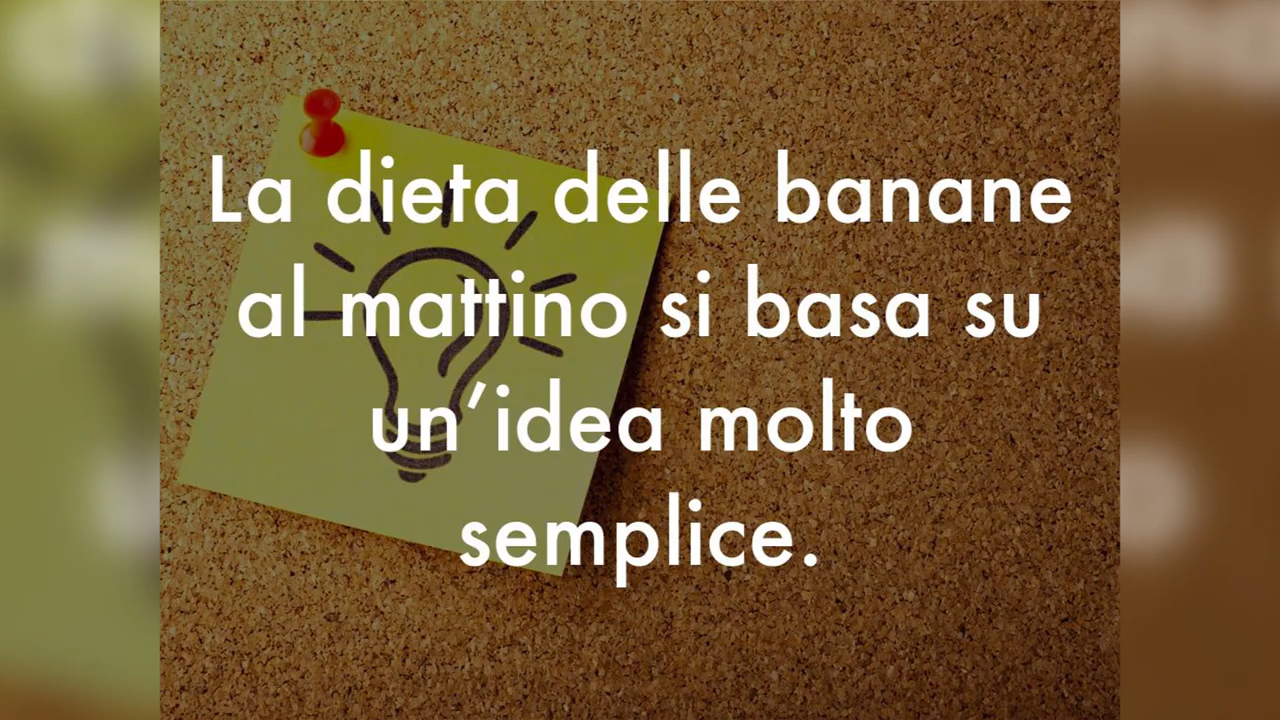 La dieta delle banane
al mattino si basa su
un’idea molto
semplice.